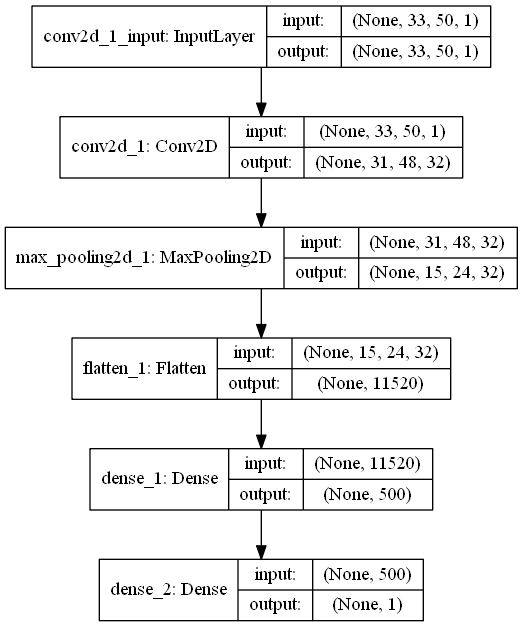 conv2d_1_input: InputLayer
input: (None, 33, 50, 1)
output: (None, 33, 50, 1)
conv2d_1: Conv2D
input: (None, 33, 50, 1)
output: (None, 31, 48, 32)
max_pooling2d_1: MaxPooling2D
input: (None, 31, 48, 32)
output: (None, 15, 24, 32)
flatten_1: Flatten
input: (None, 15, 24, 32)
output: (None, 11520)
dense_1: Dense
input: (None, 11520)
output: (None, 500)
dense_2: Dense
input: (None, 500)
output: (None, 1)